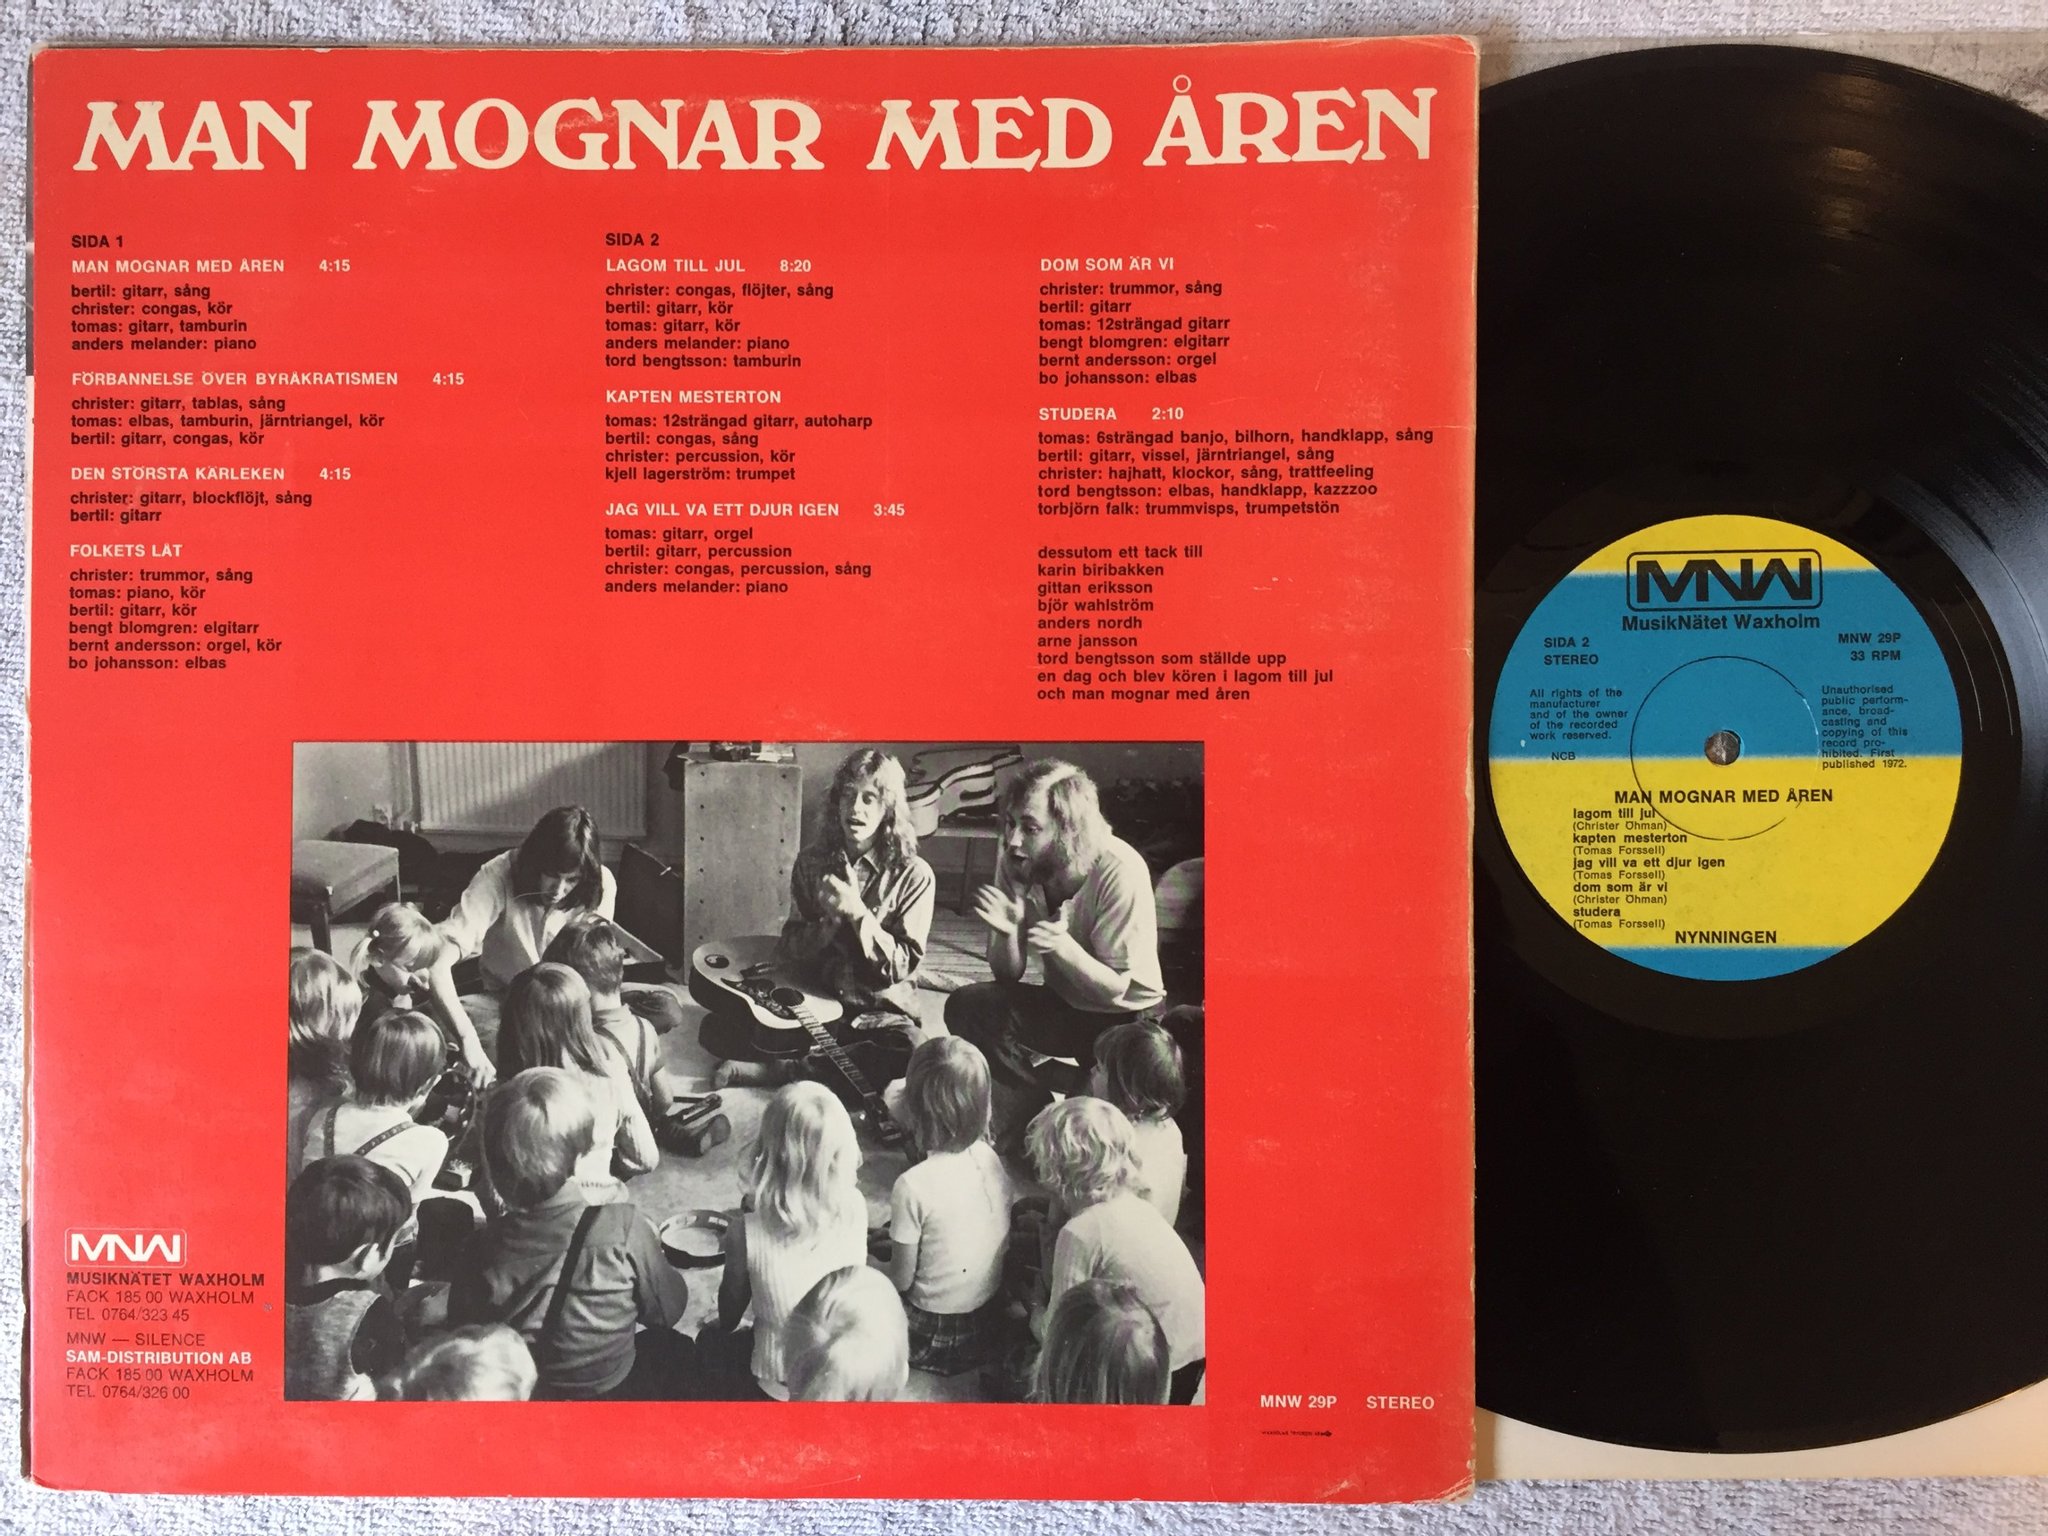 MAN MOGNAR MED ÅREN
SIDA 1
MAN MOGNAR MED ÅREN 4:15
bertil: gitarr, sång
christer: congas, kör
tomas: gitarr, tamburin
anders melander: piano
FÖRBANNELSE ÖVER BYRÅKRATISMEN 4:15
christer: gitarr, tablas, sång
tomas: elbas, tamburin, järntriangel, kör
bertil: gitarr, congas, kör
DEN STÖRSTA KÄRLEKEN 4:15
christer: gitarr, blockflöjt, sång
bertil: gitarr
FOLKETS LÅT
christer: trummor, sång
tomas: piano, kör
bertil: gitarr, kör
bengt blomgren: elgitarr
bernt andersson: orgel, kör
bo johansson: elbas
SIDA 2
LAGOM TILL JUL 8:20
christer: congas, flöjter, sång
bertil: gitarr, kör
tomas: gitarr, kör
anders melander: piano
tord bengtsson: tamburin
KAPTEN MESTERTON
tomas: 12strängad gitarr, autoharp
bertil: congas, sång
christer: percussion, kör
kjell lagerström: trumpet
JAG VILL VA ETT DJUR IGEN 3:45
tomas: gitarr, orgel
bertil: gitarr, percussion
christer: congas, percussion, sång
anders melander: piano
DOM SOM ÄR VI
christer: trummor, sång
bertil: gitarr
tomas: 12strängad gitarr
bengt blomgren: elgitarr
bernt andersson: orgel
bo johansson: elbas
STUDERA 2:10
tomas: 6strängad banjo, bilhorn, handklapp, sång
bertil: gitarr, vissel, järntriangel, sång
christer: hajhatt, klockor, sång, trattfeeling
tord bengtsson: elbas, handklapp, kazzzoo
torbjörn falk: trummvisps, trumpetstön
dessutom ett tack till
karin biribakken
gittan eriksson
björ wahlström
anders nordh
arne jansson
tord bengtsson som ställde upp
en dag och blev kören i lagom till jul
och man mognar med åren
MNW
MUSIKNÄTET WAXHOLM
FACK 185 00 WAXHOLM
TEL 0764/323 45
MNW — SILENCE
SAM-DISTRIBUTION AB
FACK 185 00 WAXHOLM
TEL 0764/326 00
MNW 29P STEREO
MNW
MusikNätet Waxholm
SIDA 2
STEREO
MNW 29P
33 RPM
All rights of the
manufacturer
and of the owner
of the recorded
work reserved.
NCB
Unauthorised
public perform-
ance, broad-
casting and
copying of this
record pro-
hibited. First
published 1972.
MAN MOGNAR MED ÅREN
lagom till jul
(Christer Öhman)
kapten mesterton
(Tomas Forssell)
jag vill va ett djur igen
(Tomas Forssell)
dom som är vi
(Christer Öhman)
studera
(Tomas Forssell)
NYNNINGEN